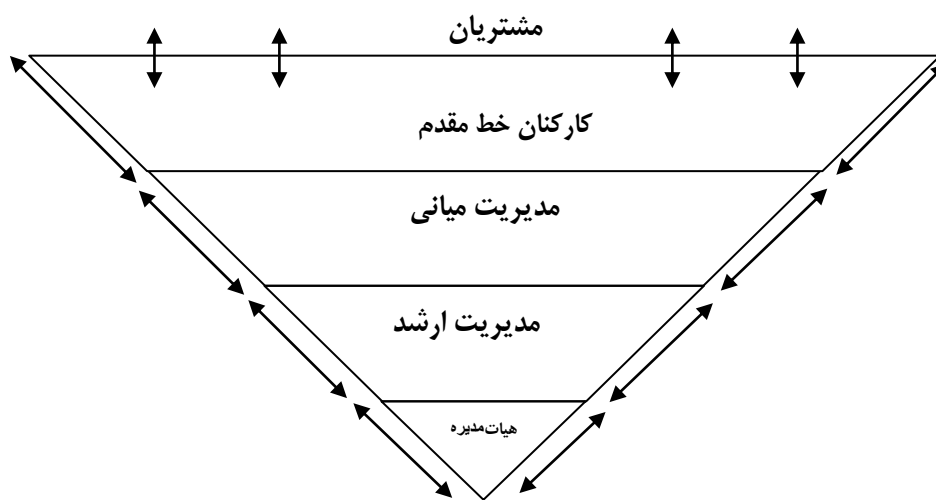 مشتریان
کارکنان خط مقدم
مدیریت میانی
مدیریت ارشد
هیات‌مدیره